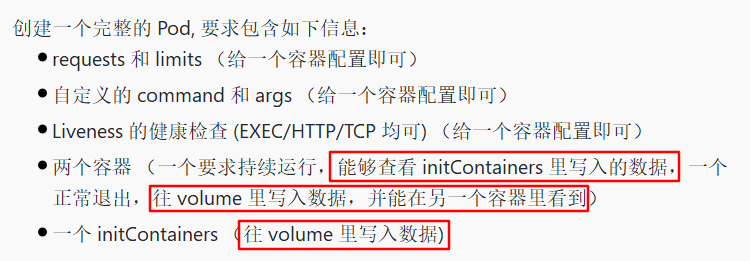 创建一个完整的 Pod, 要求包含如下信息：
● requests 和 limits （给一个容器配置即可）
● 自定义的 command 和 args （给一个容器配置即可）
● Liveness 的健康检查 (EXEC/HTTP/TCP 均可) （给一个容器配置即可）
● 两个容器 （一个要求持续运行，能够查看 initContainers 里写入的数据，一个
正常退出，往 volume 里写入数据，并能在另一个容器里看到）
● 一个 initContainers （往 volume 里写入数据)